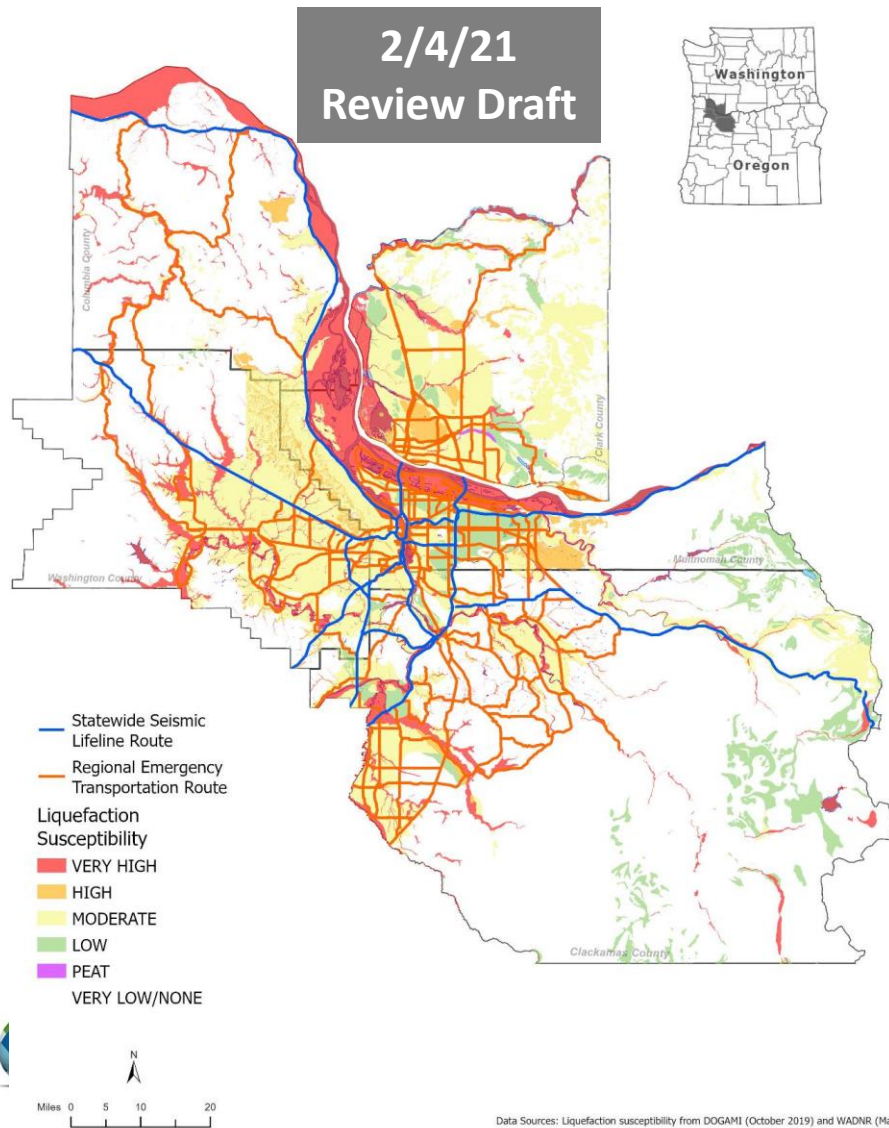 2/4/21
Review Draft
Washington
Oregon
Columbia County
Clark County
Multnomah County
Washington County
Statewide Seismic
Lifeline Route
Regional Emergency
Transportation Route
Liquefaction
Susceptibility
VERY HIGH
HIGH
MODERATE
LOW
PEAT
VERY LOW/NONE
Clackamas County
N
Miles 0 5 10 20
Data Sources: Liquefaction susceptibility from DOGAMI (October 2019) and WADNR (Ma